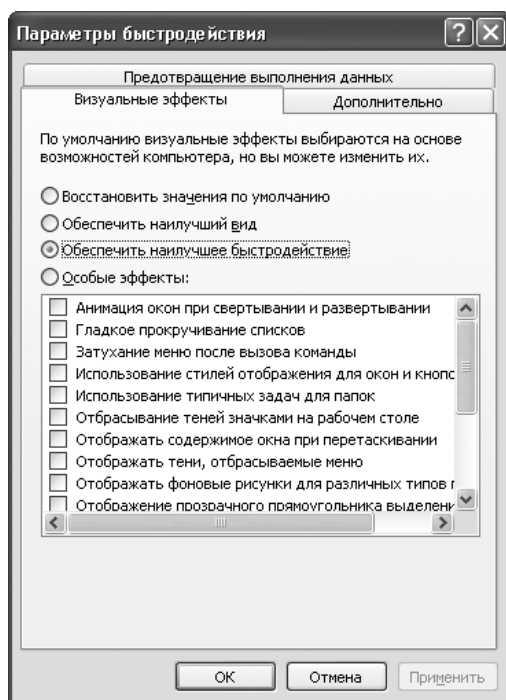 Параметры быстродействия
Предотвращение выполнения данных
Визуальные эффекты
Дополнительно
По умолчанию визуальные эффекты выбираются на основе
возможностей компьютера, но вы можете изменить их.
Восстановить значения по умолчанию
Обеспечить наилучший вид
Обеспечить наилучшее быстродействие
Особые эффекты:
Анимация окон при свертывании и развертывании
Гладкое прокручивание списков
Затухание меню после вызова команды
Использование стилей отображения для окон и кнопо
Использование типичных задач для папок
Отбрасывание теней значками на рабочем столе
Отображать содержимое окна при перетаскивании
Отображать тени, отбрасываемые меню
Отображать фоновые рисунки для различных типов п
Отображение прозрачного прямоугольника выделени
ОК
Отмена
Применить